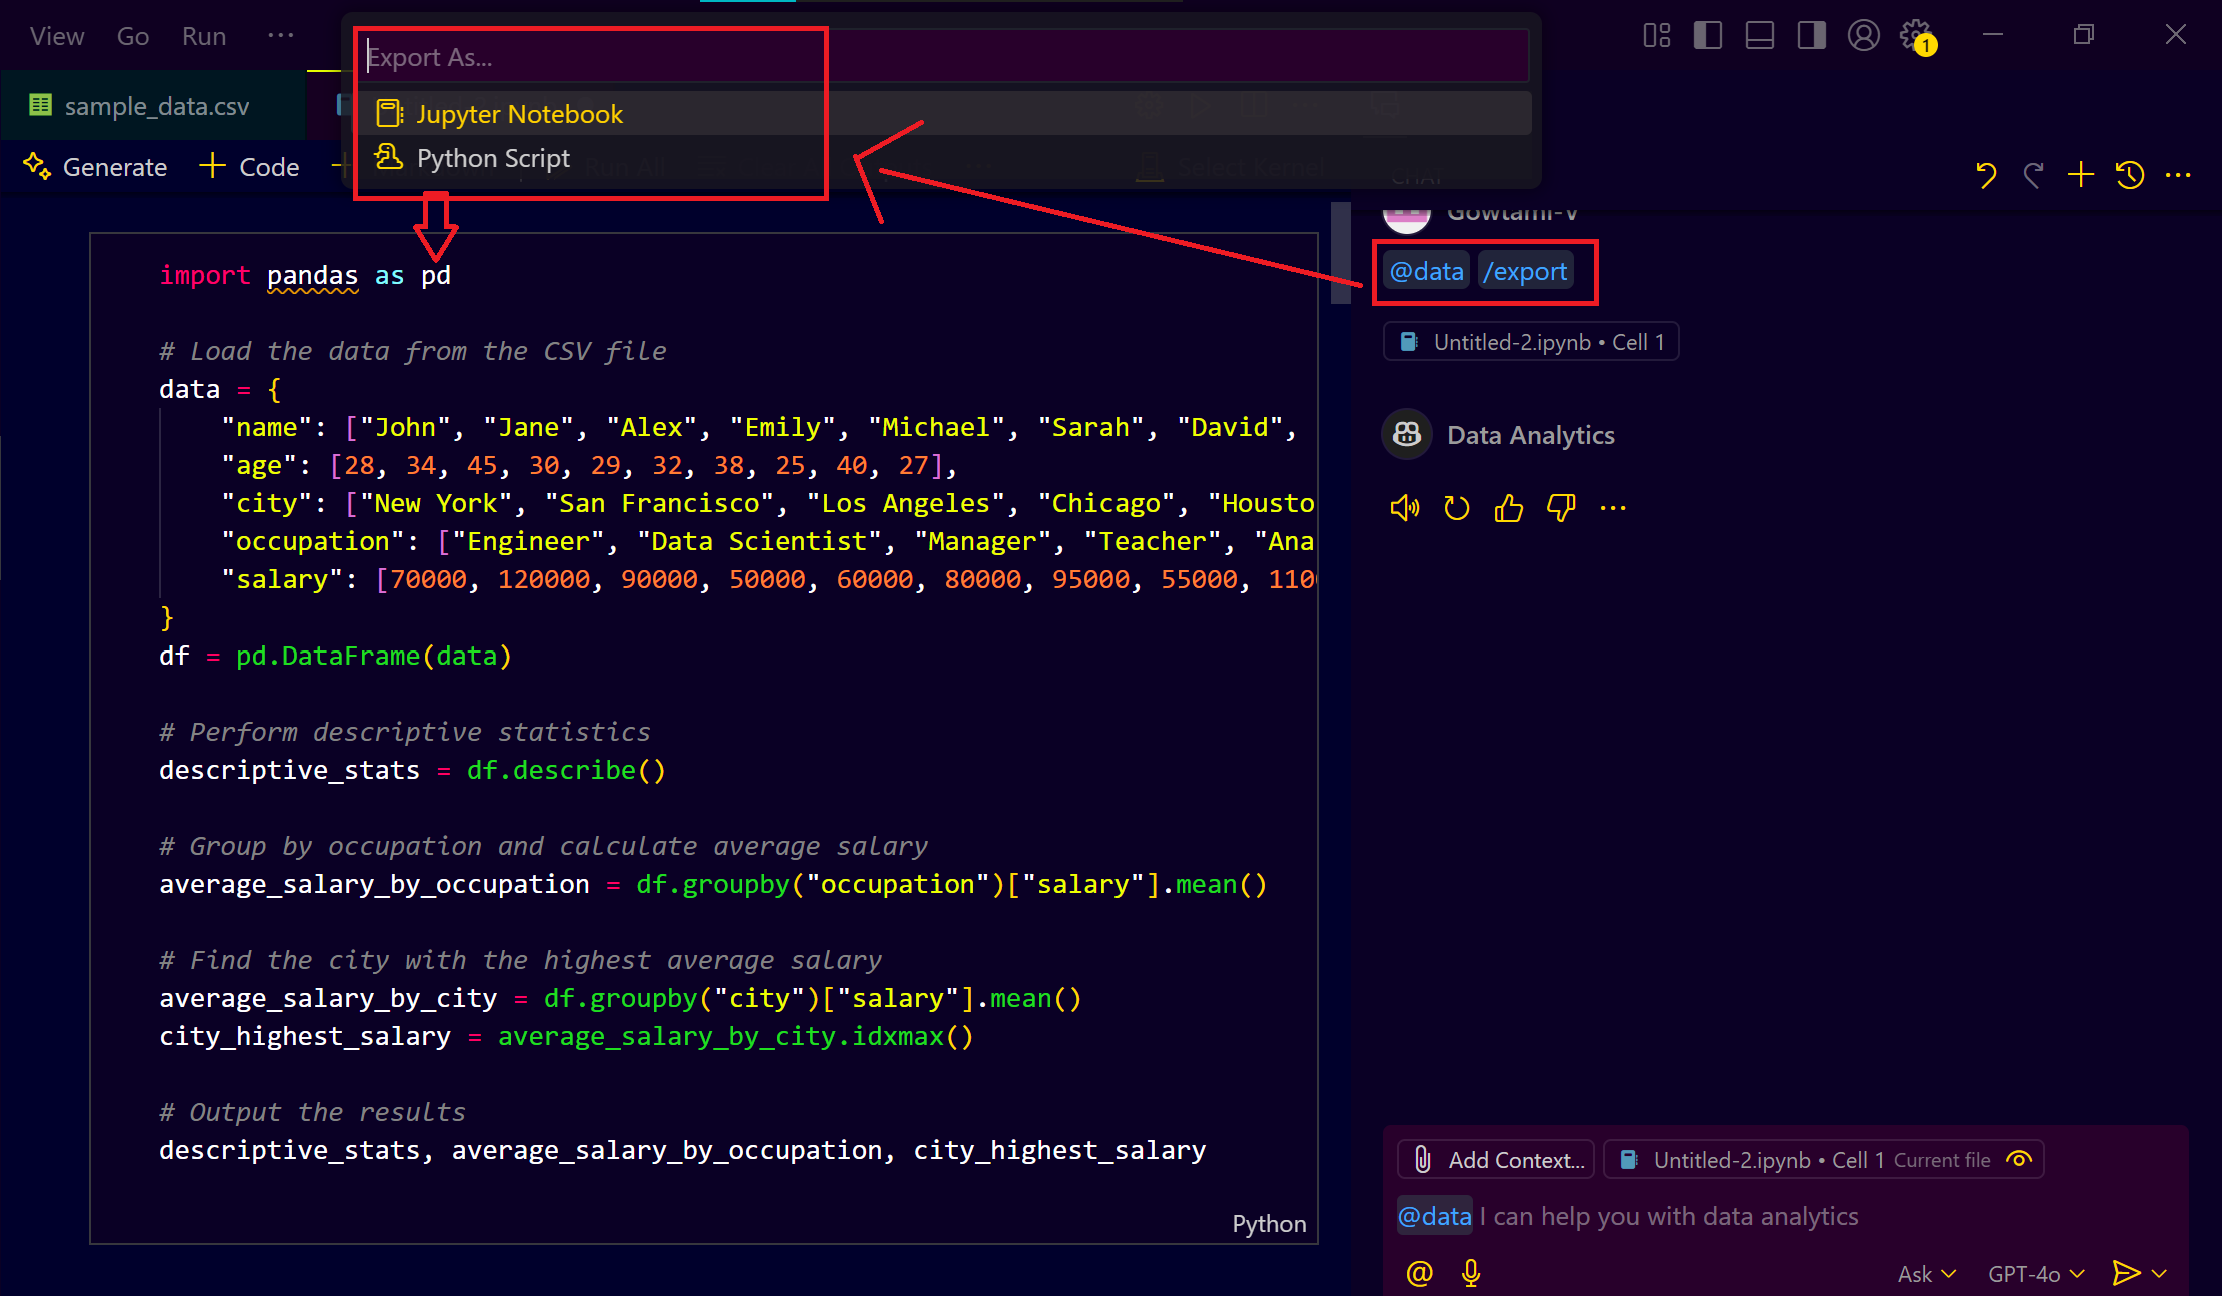 View Go Run ...
Export As...
1
sample_data.csv
Jupyter Notebook
Python Script
Generate + Code
Run All
Select Kernel
CHAT
Gowtami-V
import pandas as pd
@data /export
# Load the data from the CSV file
Untitled-2.ipynb • Cell 1
data = {
"name": ["John", "Jane", "Alex", "Emily", "Michael", "Sarah", "David",
Data Analytics
"age": [28, 34, 45, 30, 29, 32, 38, 25, 40, 27],
"city": ["New York", "San Francisco", "Los Angeles", "Chicago", "Housto
"occupation": ["Engineer", "Data Scientist", "Manager", "Teacher", "Ana
"salary": [70000, 120000, 90000, 50000, 60000, 80000, 95000, 55000, 110
}
df = pd.DataFrame(data)
# Perform descriptive statistics
descriptive_stats = df.describe()
# Group by occupation and calculate average salary
average_salary_by_occupation = df.groupby("occupation")["salary"].mean()
# Find the city with the highest average salary
average_salary_by_city = df.groupby("city")["salary"].mean()
city_highest_salary = average_salary_by_city.idxmax()
# Output the results
descriptive_stats, average_salary_by_occupation, city_highest_salary
Python
Add Context... Untitled-2.ipynb • Cell 1 Current file
@data I can help you with data analytics
@ Ask GPT-4o